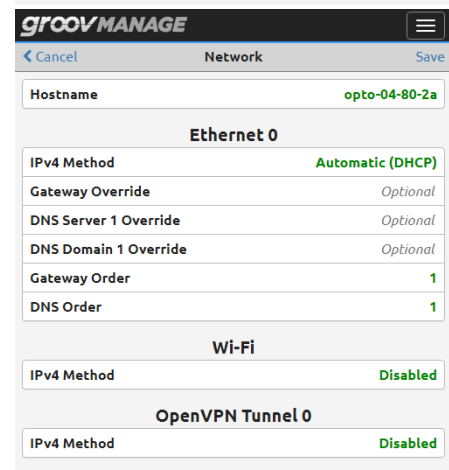 groov MANAGE
Cancel Network Save
Hostname opto-04-80-2a
Ethernet 0
IPv4 Method Automatic (DHCP)
Gateway Override Optional
DNS Server 1 Override Optional
DNS Domain 1 Override Optional
Gateway Order 1
DNS Order 1
Wi-Fi
IPv4 Method Disabled
OpenVPN Tunnel 0
IPv4 Method Disabled